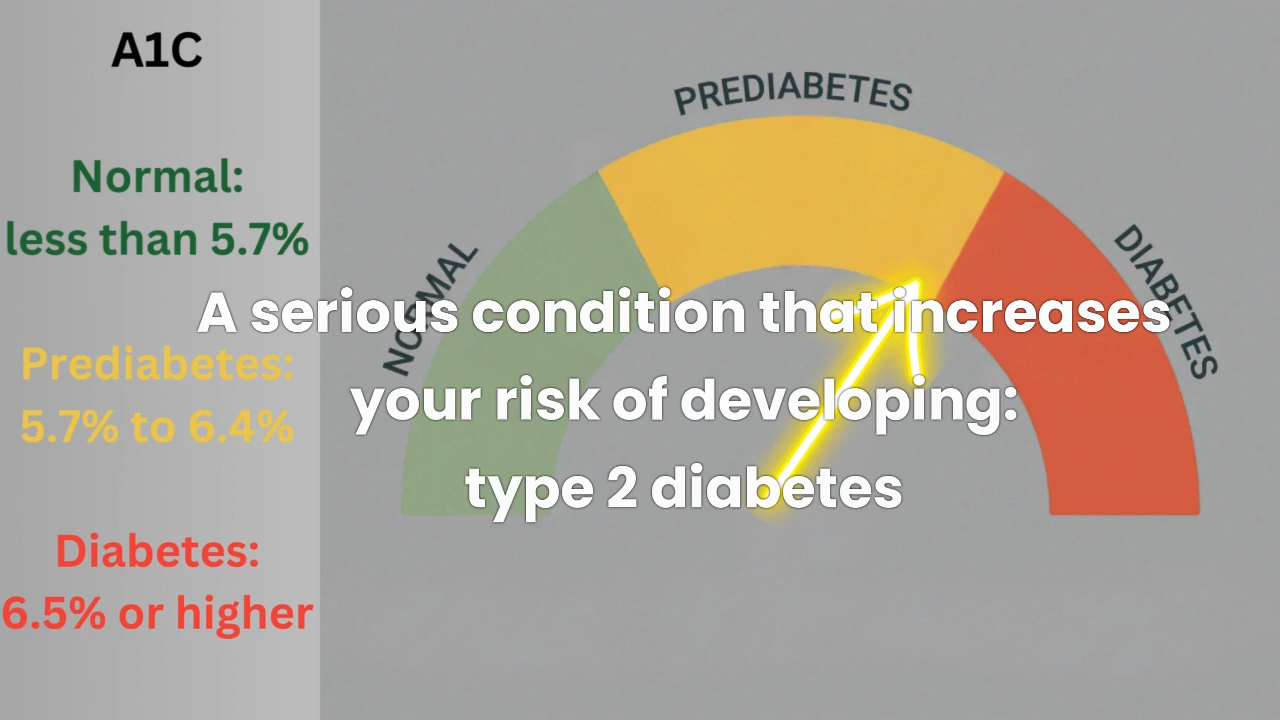 A1C
Normal:
less than 5.7%
Prediabetes:
5.7% to 6.4%
Diabetes:
6.5% or higher
NORMAL
PREDIABETES
DIABETES
A serious condition that increases
your risk of developing:
type 2 diabetes